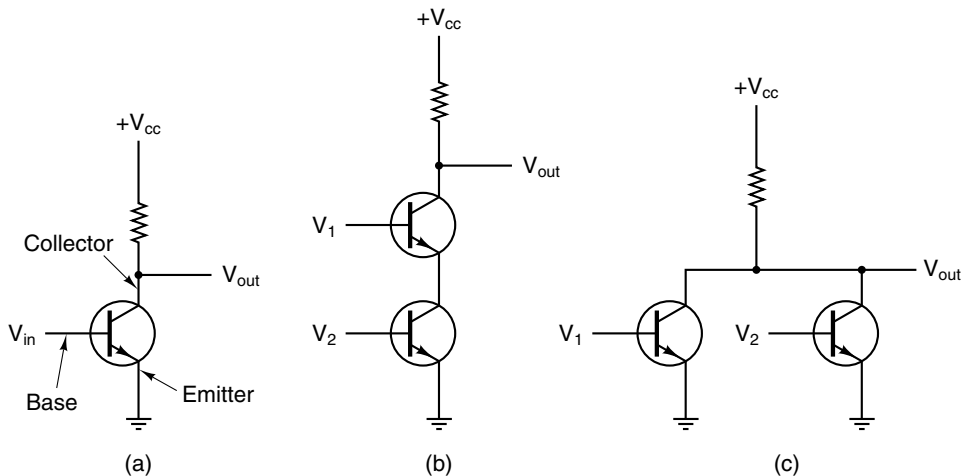 +Vcc
Collector
Vout
Vin
Base
Emitter
(a)
+Vcc
Vout
V1
V2
(b)
+Vcc
Vout
V1
V2
(c)